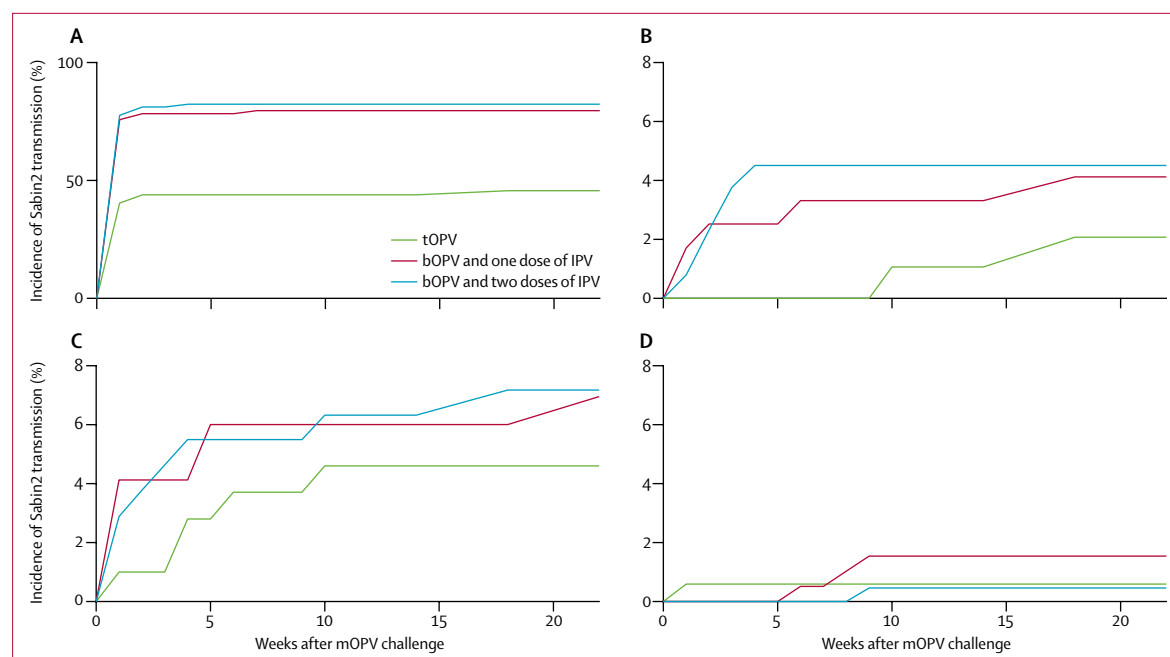 A
B
Incidence of Sabin2 transmission (%)
100
50
0
tOPV
bOPV and one dose of IPV
bOPV and two doses of IPV
8
6
4
2
0
C
D
Incidence of Sabin2 transmission (%)
8
6
4
2
0
0 5 10 15 20
Weeks after mOPV challenge
8
6
4
2
0
0 5 10 15 20
Weeks after mOPV challenge